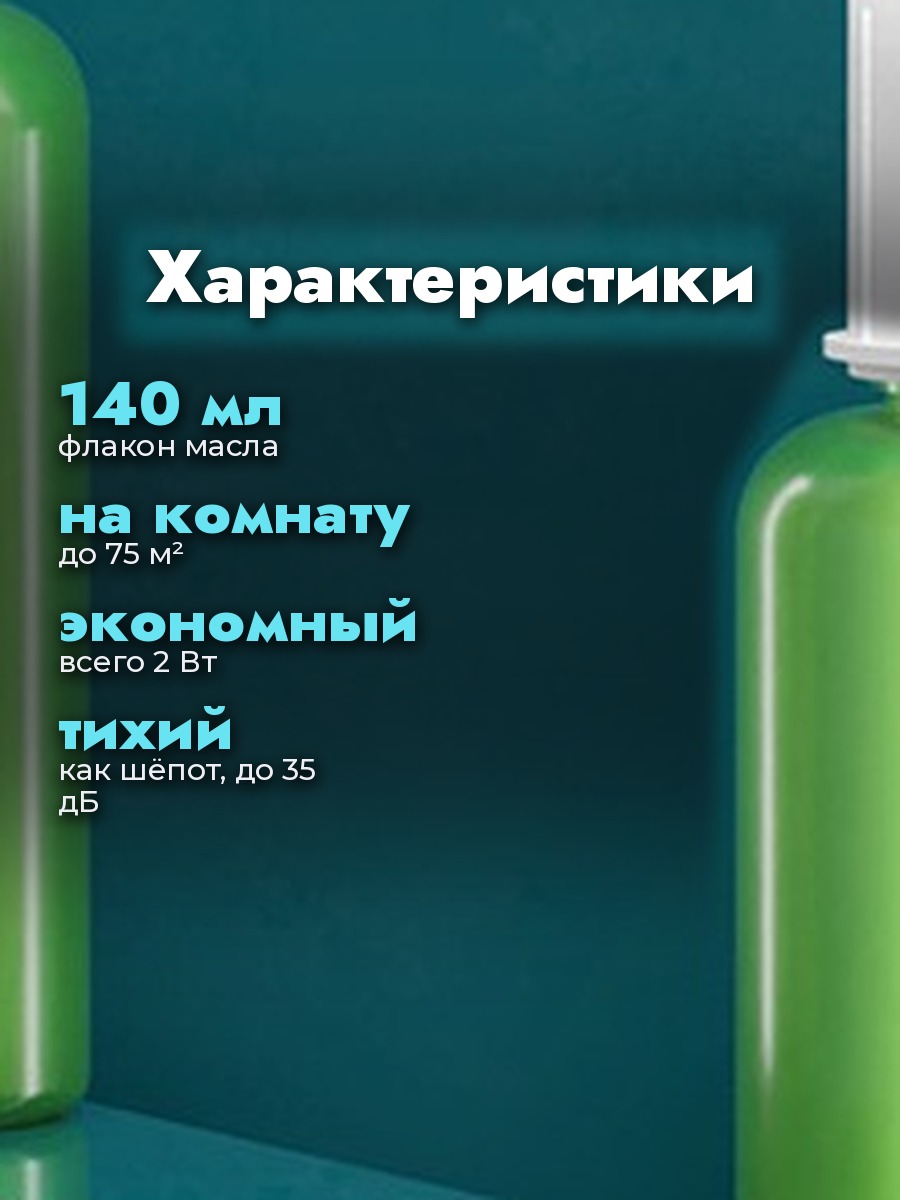 Характеристики
140 мл
флакон масла
на комнату
до 75 м²
экономный
всего 2 Вт
тихий
как шёпот, до 35
дБ